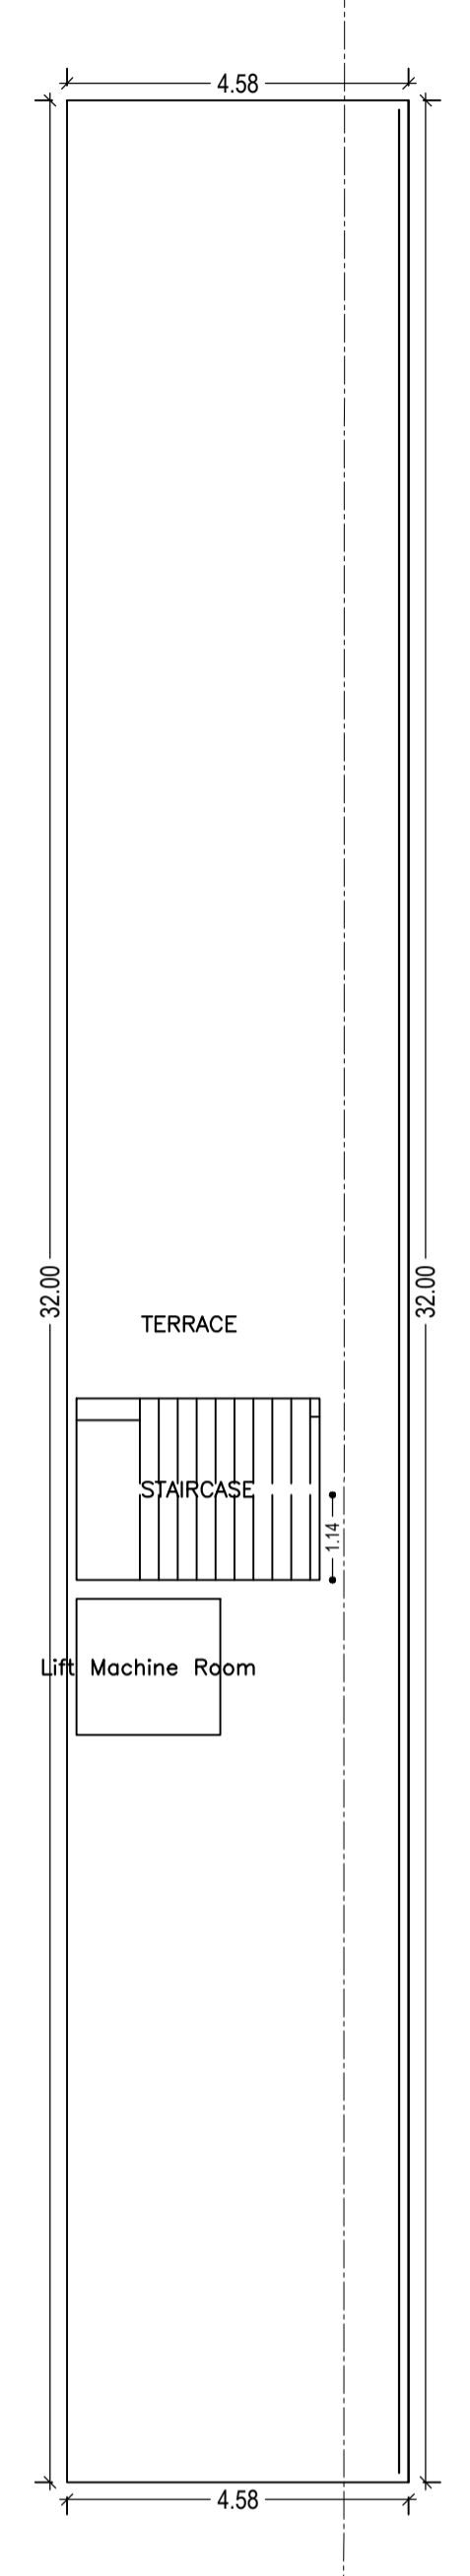 4.58
32.00
32.00
TERRACE
STAIRCASE
1.14
Lift Machine Room
4.58